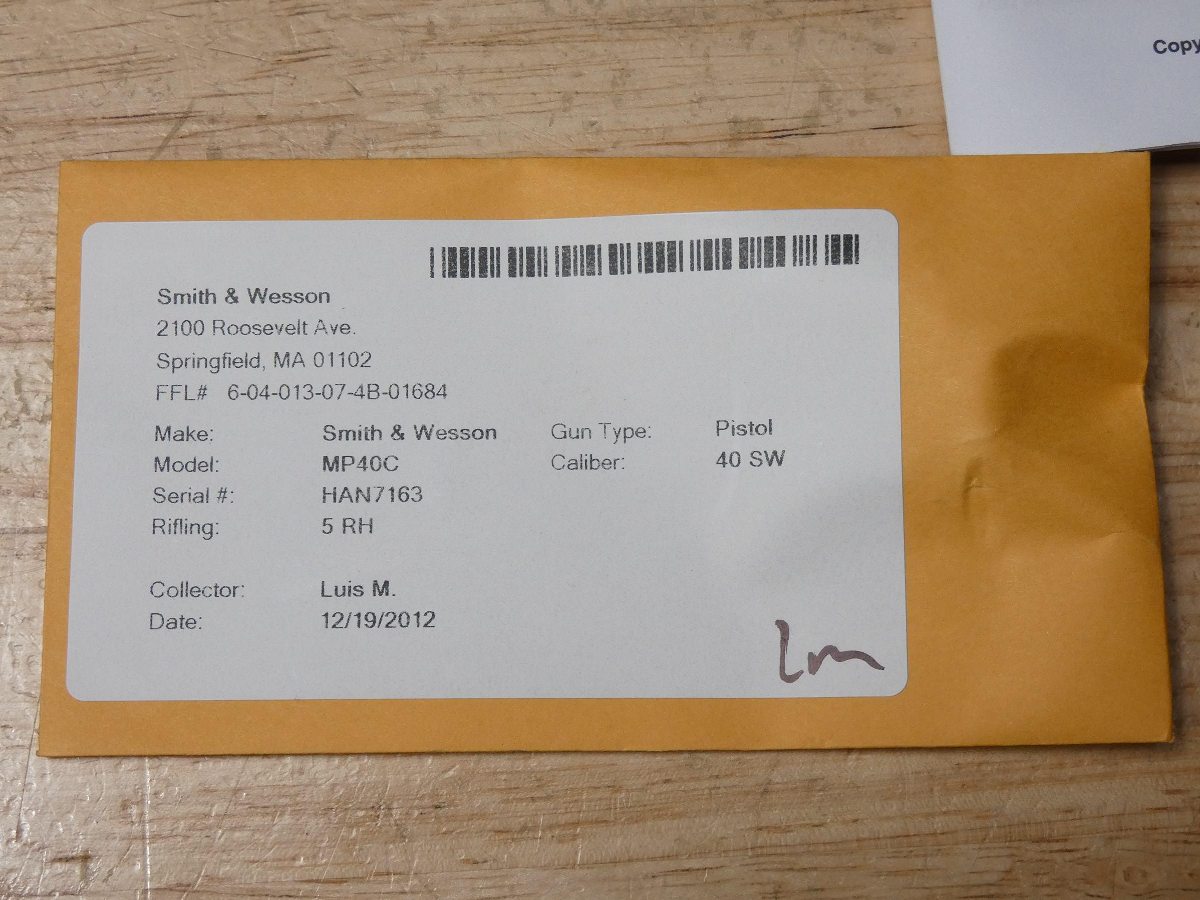 Copy
Smith & Wesson
2100 Roosevelt Ave.
Springfield, MA 01102
FFL# 6-04-013-07-4B-01684
Make: Smith & Wesson Gun Type: Pistol
Model: MP40C Caliber: 40 SW
Serial #: HAN7163
Rifling: 5 RH
Collector: Luis M.
Date: 12/19/2012
Lm